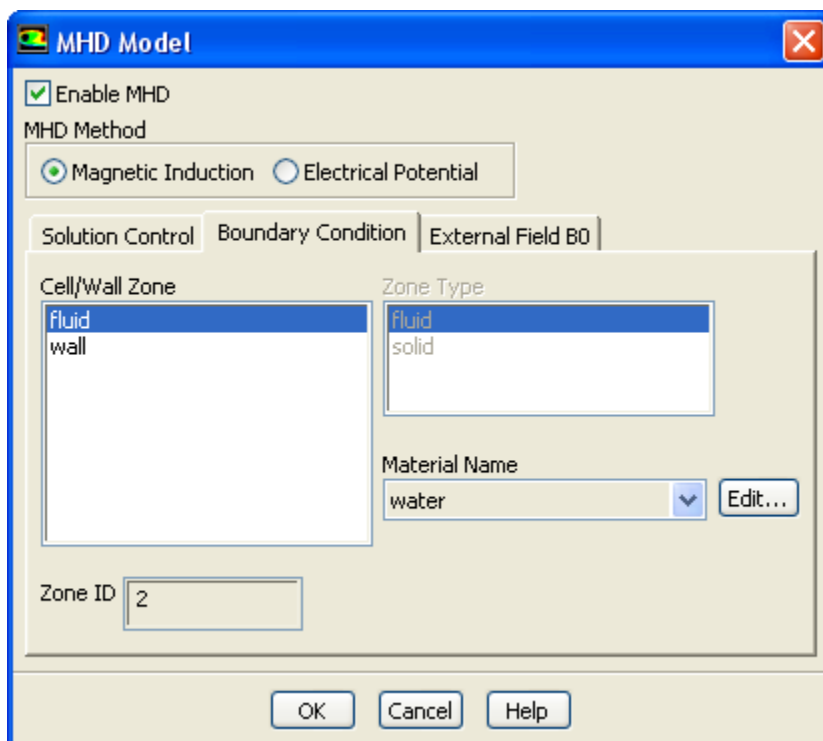 MHD Model
Enable MHD
MHD Method
Magnetic Induction Electrical Potential
Solution Control Boundary Condition External Field B0
Cell/Wall Zone
fluid
wall
Zone Type
fluid
solid
Material Name
water Edit...
Zone ID 2
OK Cancel Help